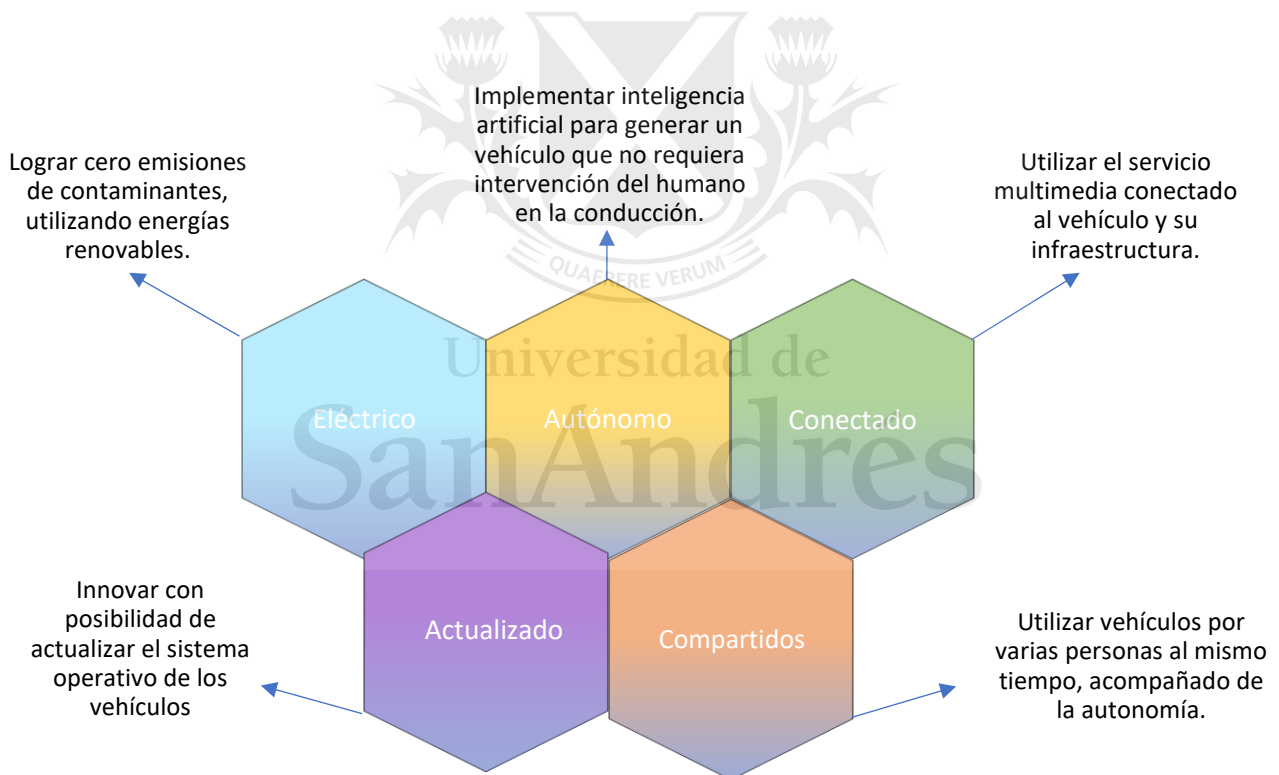 Implementar inteligencia
artificial para generar un
vehículo que no requiera
intervención del humano
en la conducción.
Lograr cero emisiones
de contaminantes,
utilizando energías
renovables.
Utilizar el servicio
multimedia conectado
al vehículo y su
infraestructura.
QUAERERE VERUM
Universidad de
SanAndres
Eléctrico
Autónomo
Conectado
Actualizado
Compartidos
Innovar con
posibilidad de
actualizar el sistema
operativo de los
vehículos
Utilizar vehículos por
varias personas al mismo
tiempo, acompañado de
la autonomía.